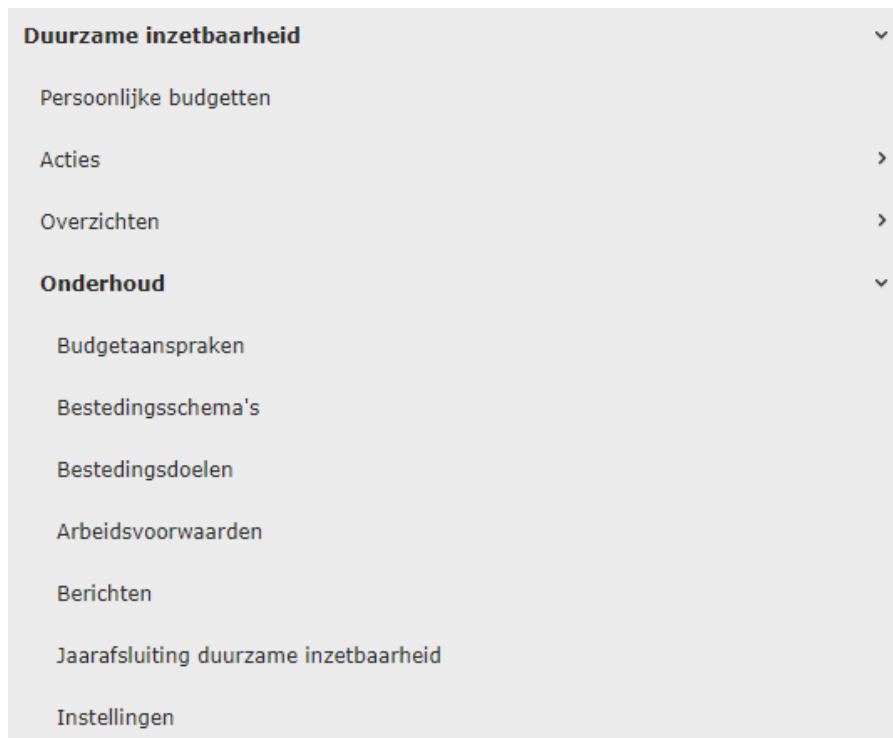 Duurzame inzetbaarheid
Persoonlijke budgetten
Acties
Overzichten
Onderhoud
Budgetaanspraken
Bestedingsschema's
Bestedingsdoelen
Arbeidsvoorwaarden
Berichten
Jaarafsluiting duurzame inzetbaarheid
Instellingen